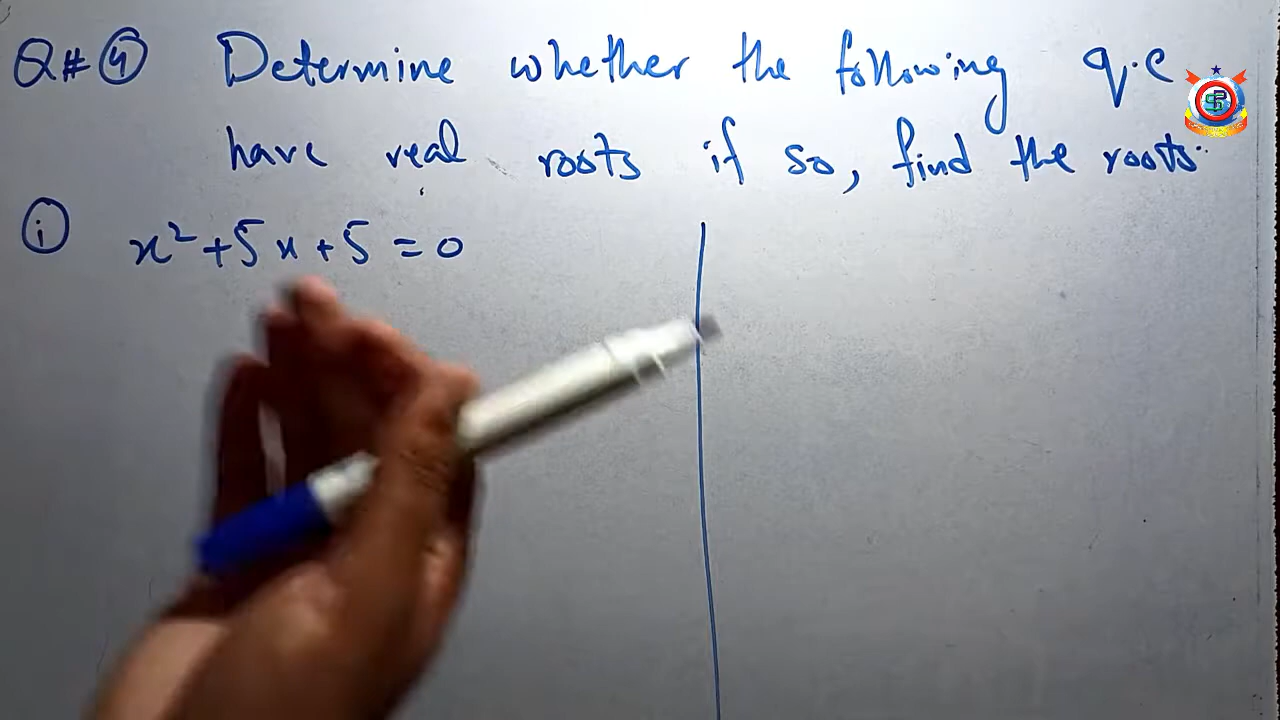 Q# ④ Determine whether the following q.e
have real roots if so, find the roots.
ⓘ x²+5x+5=0